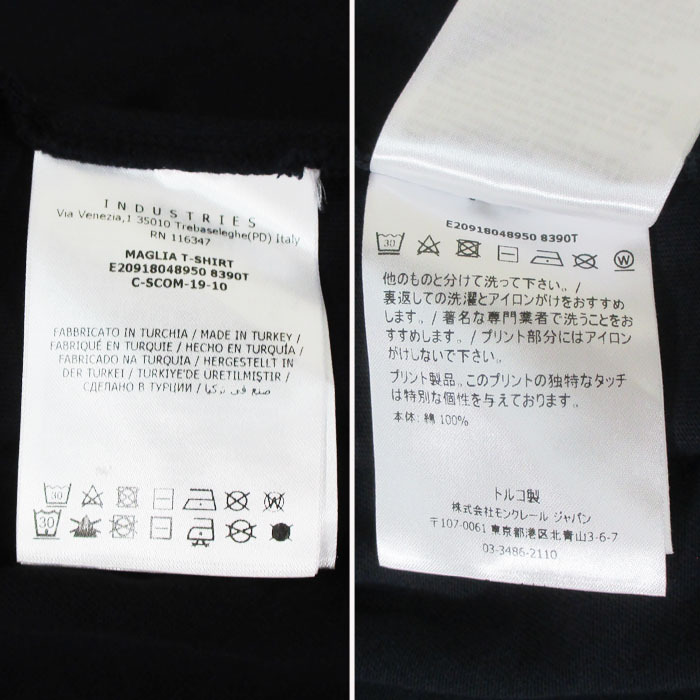 INDUSTRIES
Via Venezia,1 35010 Trebaseleghe(PD) Italy
RN 116347
MAGLIA T-SHIRT
E20918048950 8390T
C-SCOM-19-10
FABBRICATO IN TURCHIA / MADE IN TURKEY /
FABRIQUÉ EN TURQUIE / HECHO EN TURQUÍA /
FABRICADO NA TURQUIA / HERGESTELLT IN
DER TURKEI / TURKIYE'DE URETILMIŞTIR /
СДЕЛАНО В ТУРЦИИ / صنع في تركيا
30
30
E20918048950 8390T
30
他のものと分けて洗って下さい。/
裏返しての洗濯とアイロンがけをおすすめ
します。/ 著名な専門業者で洗うことをお
すすめします。/ プリント部分にはアイロン
がけしないで下さい。
プリント製品。このプリントの独特なタッチ
は特別な個性を与えております。
本体: 綿 100%
トルコ製
株式会社モンクレール ジャパン
〒107-0061 東京都港区北青山3-6-7
03-3486-2110